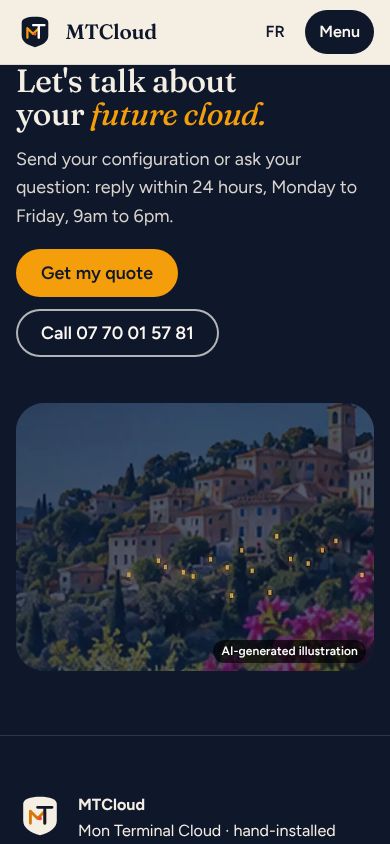 MTCloud
FR
Menu
Let's talk about
your future cloud.
Send your configuration or ask your
question: reply within 24 hours, Monday to
Friday, 9am to 6pm.
Get my quote
Call 07 70 01 57 81
AI-generated illustration
MTCloud
Mon Terminal Cloud · hand-installed